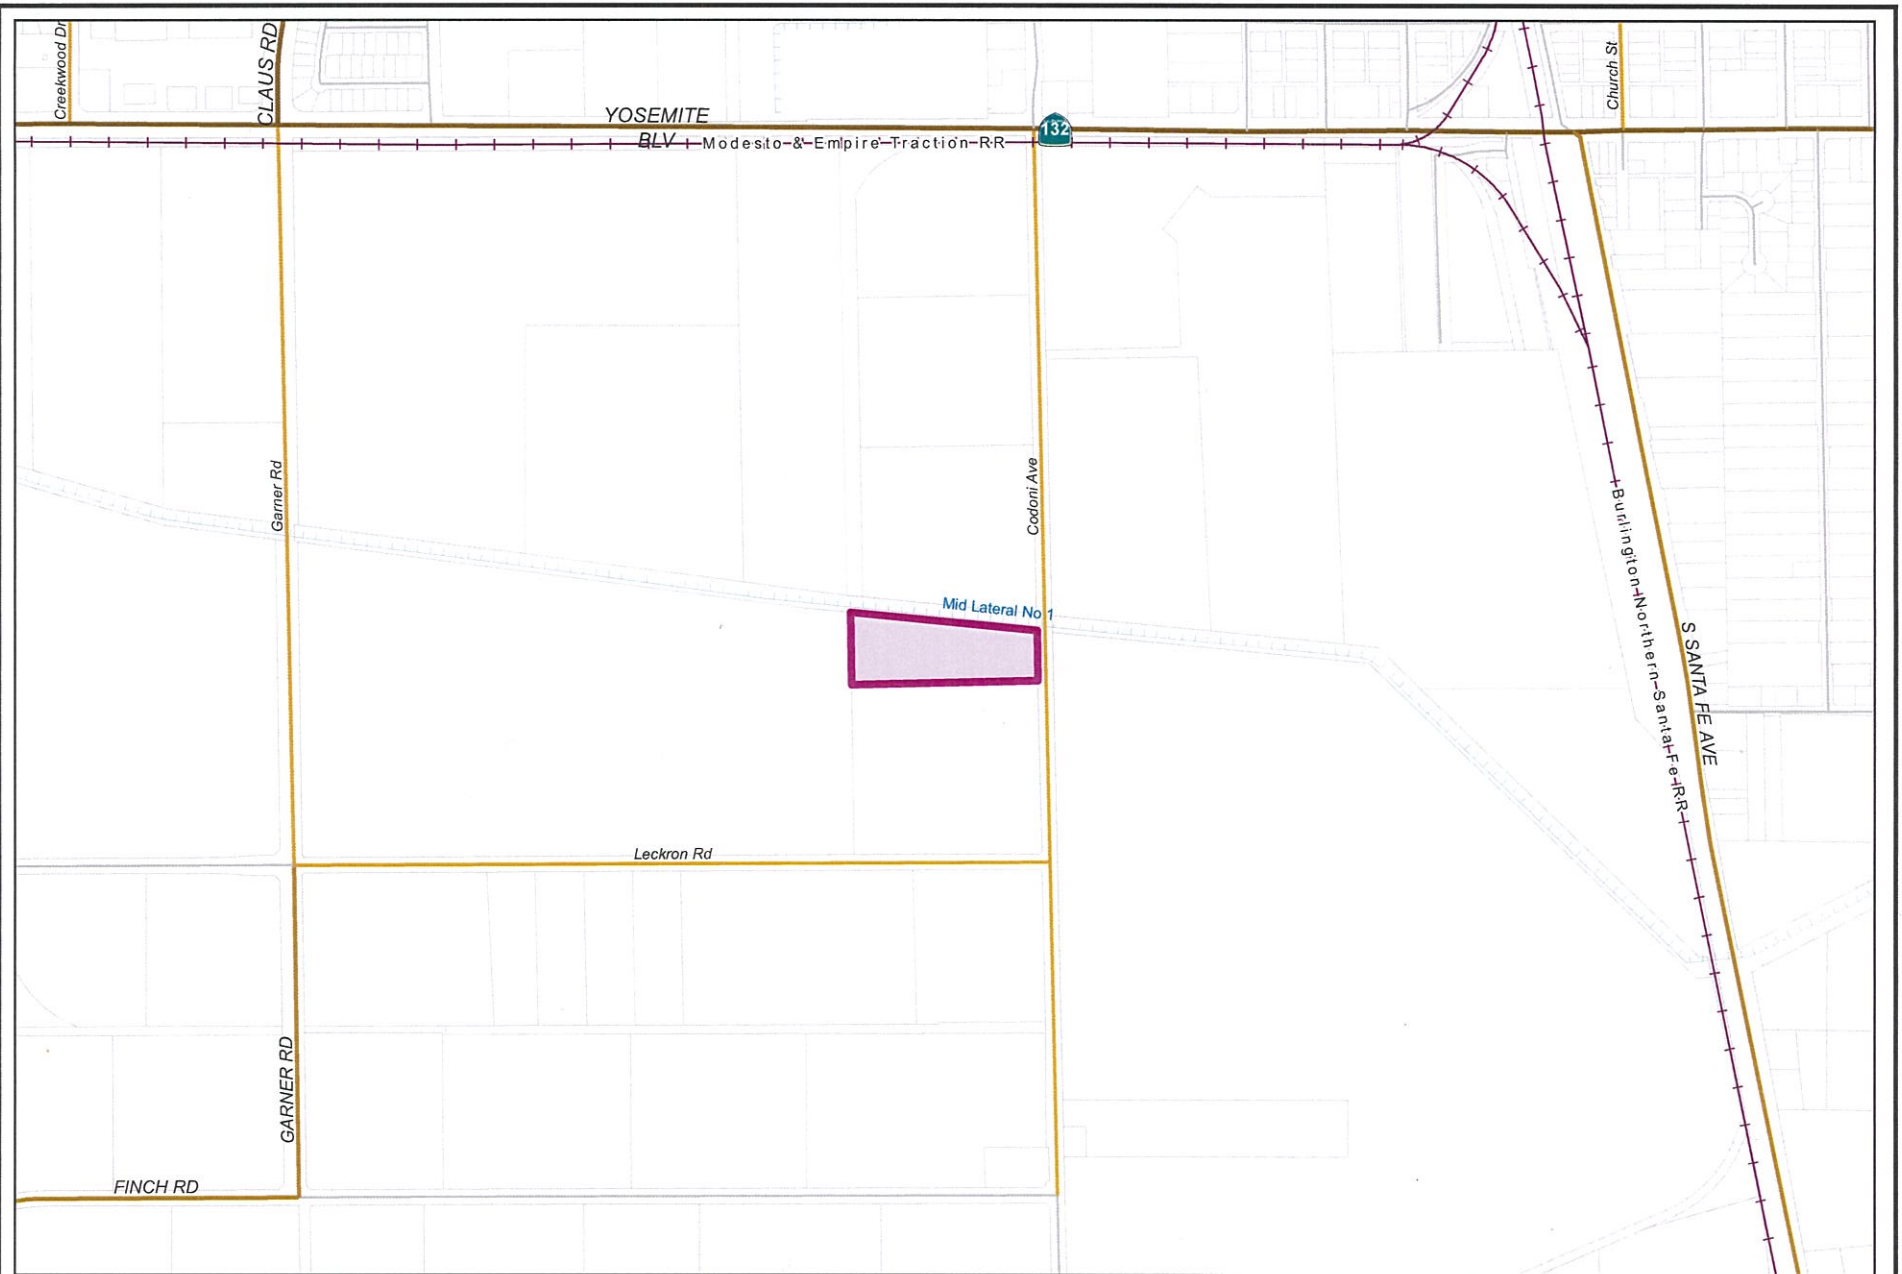 Creekwood Dr
CLAUS RD
Church St
YOSEMITE
BLV
132
Modesto & Empire Traction RR
Garner Rd
Codoni Ave
Burlington Northern Santa Fe RR
Mid Lateral No 1
S SANTA FE AVE
Leckron Rd
GARNER RD
FINCH RD